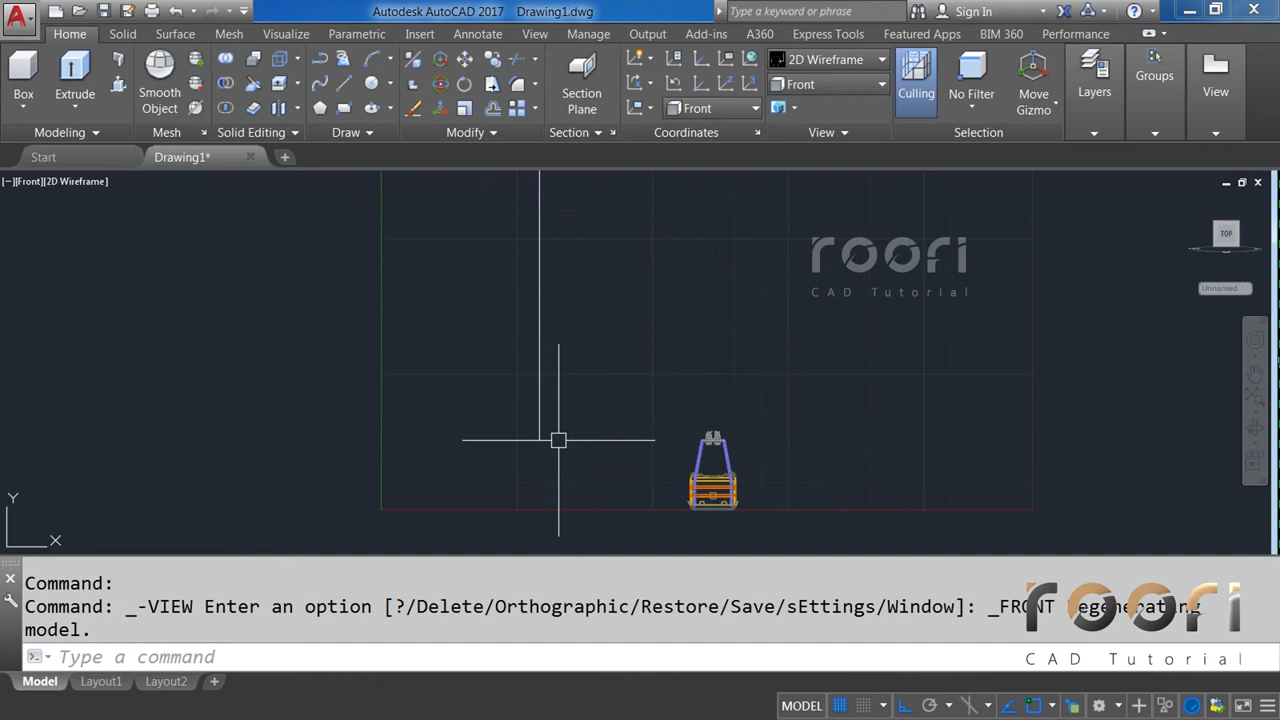 Autodesk AutoCAD 2017 Drawing1.dwg
Type a keyword or phrase
Sign In
Home Solid Surface Mesh Visualize Parametric Insert Annotate View Manage Output Add-ins A360 Express Tools Featured Apps BIM 360 Performance
2D Wireframe
Front
Front
Box
Extrude
Smooth
Object
Section
Plane
Culling
No Filter
Move
Gizmo
Layers
Groups
View
Modeling Mesh Solid Editing Draw Modify Section Coordinates View Selection
Start Drawing1*
[−][Front][2D Wireframe]
TOP
Unnamed
roori
CAD Tutorial
Y
X
Command:
Command: _-VIEW Enter an option [?/Delete/Orthographic/Restore/Save/sEttings/Window]: _FRONT Regenerating
model.
Type a command
roori
CAD Tutorial
Model Layout1 Layout2
MODEL